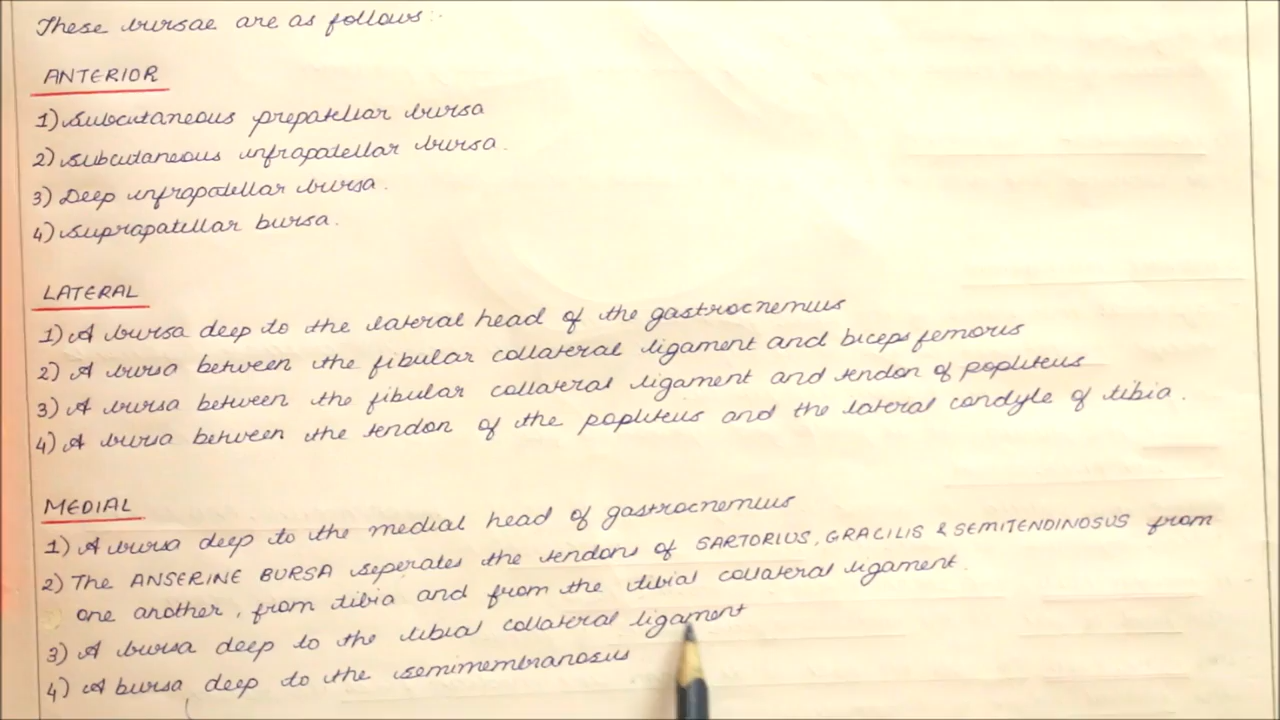 These bursae are as follows:
ANTERIOR
1) Subcutaneous prepatellar bursa
2) Subcutaneous infrapatellar bursa.
3) Deep infrapatellar bursa.
4) Suprapatellar bursa.
LATERAL
1) A bursa deep to the lateral head of the gastrocnemius
2) A bursa between the fibular collateral ligament and biceps femoris
3) A bursa between the fibular collateral ligament and tendon of popliteus
4) A bursa between the tendon of the popliteus and the lateral condyle of tibia.
MEDIAL
1) A bursa deep to the medial head of gastrocnemius
2) The ANSERINE BURSA seperates the tendons of SARTORIUS, GRACILIS & SEMITENDINOSUS from
one another, from tibia and from the tibial collateral ligament.
3) A bursa deep to the tibial collateral ligament
4) A bursa deep to the semimembranosus